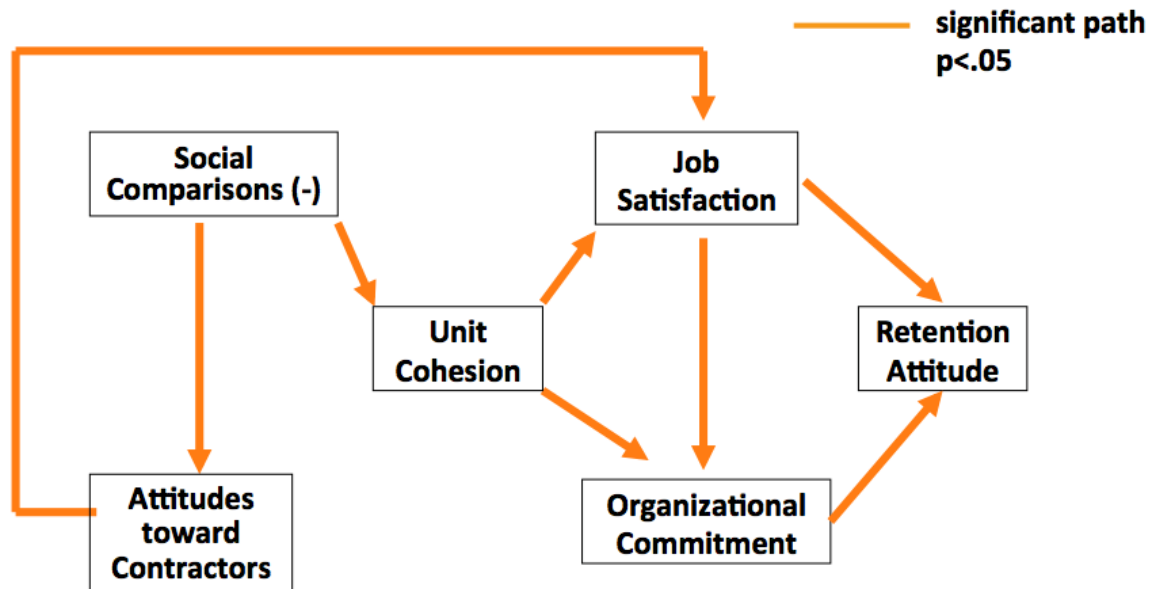 significant path
p<.05
Social
Comparisons (-)
Job
Satisfaction
Unit
Cohesion
Retention
Attitude
Attitudes
toward
Contractors
Organizational
Commitment